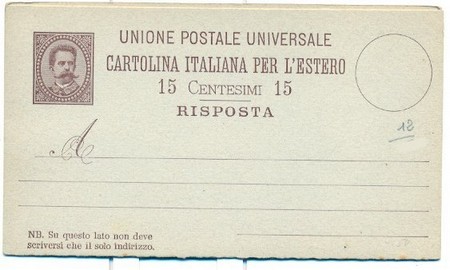 UNIONE POSTALE UNIVERSALE
CARTOLINA ITALIANA PER L'ESTERO
15 CENTESIMI 15
RISPOSTA
12
A
NB. Su questo lato non deve
scriversi che il solo indirizzo.